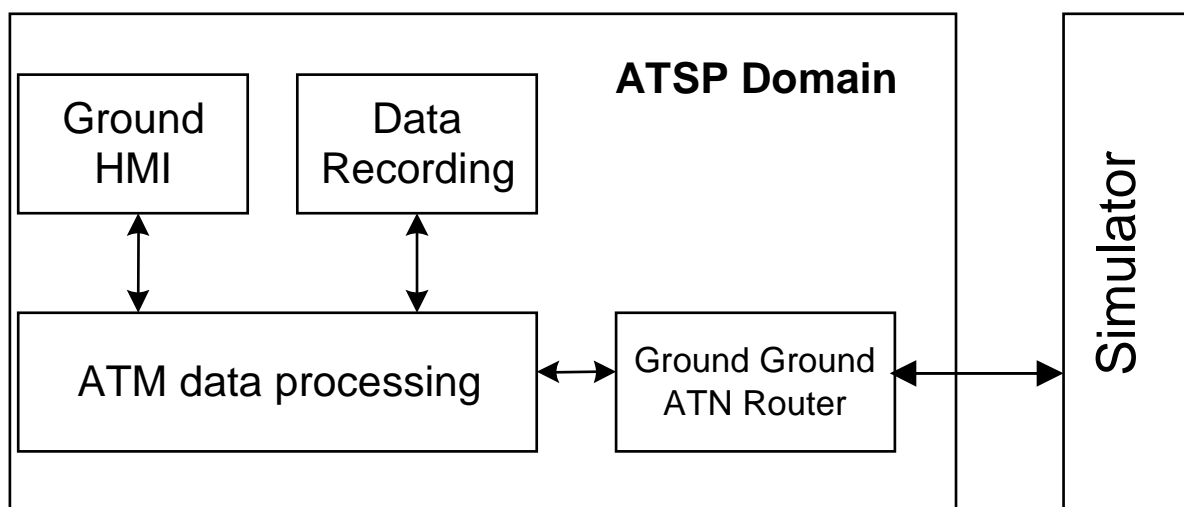 ATSP Domain
Ground
HMI
Data
Recording
ATM data processing
Ground Ground
ATN Router
Simulator